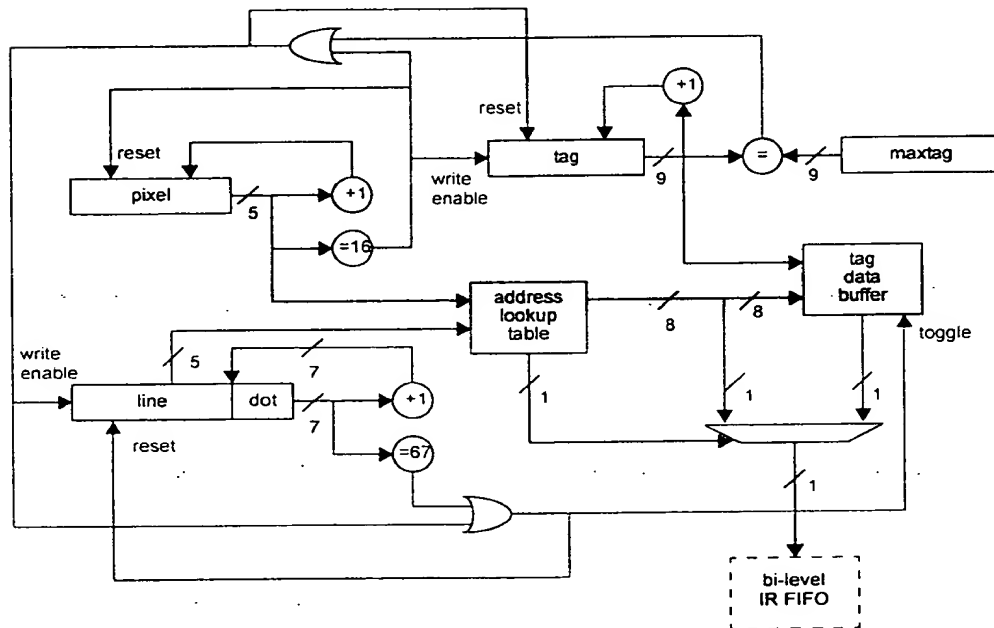 +1
reset
tag
=
maxtag
9
9
write
enable
reset
+1
pixel
5
=16
tag
data
buffer
address
lookup
table
8
8
toggle
write
enable
5
7
1
1
1
line
dot
7
+1
reset
=67
1
bi-level
IR FIFO